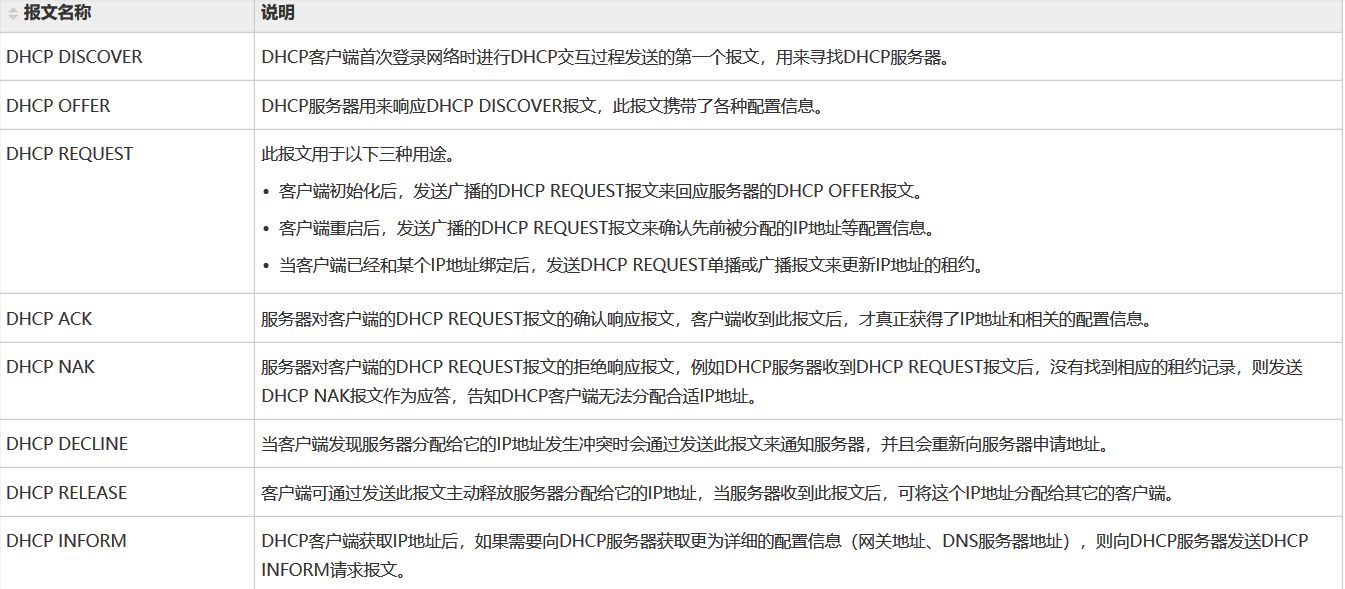 报文名称 说明
DHCP DISCOVER DHCP客户端首次登录网络时进行DHCP交互过程发送的第一个报文，用来寻找DHCP服务器。
DHCP OFFER DHCP服务器用来响应DHCP DISCOVER报文，此报文携带了各种配置信息。
DHCP REQUEST 此报文用于以下三种用途。
• 客户端初始化后，发送广播的DHCP REQUEST报文来回应服务器的DHCP OFFER报文。
• 客户端重启后，发送广播的DHCP REQUEST报文来确认先前被分配的IP地址等配置信息。
• 当客户端已经和某个IP地址绑定后，发送DHCP REQUEST单播或广播报文来更新IP地址的租约。
DHCP ACK 服务器对客户端的DHCP REQUEST报文的确认响应报文，客户端收到此报文后，才真正获得了IP地址和相关的配置信息。
DHCP NAK 服务器对客户端的DHCP REQUEST报文的拒绝响应报文，例如DHCP服务器收到DHCP REQUEST报文后，没有找到相应的租约记录，则发送
DHCP NAK报文作为应答，告知DHCP客户端无法分配合适IP地址。
DHCP DECLINE 当客户端发现服务器分配给它的IP地址发生冲突时会通过发送此报文来通知服务器，并且会重新向服务器申请地址。
DHCP RELEASE 客户端可通过发送此报文主动释放服务器分配给它的IP地址，当服务器收到此报文后，可将这个IP地址分配给其它的客户端。
DHCP INFORM DHCP客户端获取IP地址后，如果需要向DHCP服务器获取更为详细的配置信息（网关地址、DNS服务器地址），则向DHCP服务器发送DHCP
INFORM请求报文。